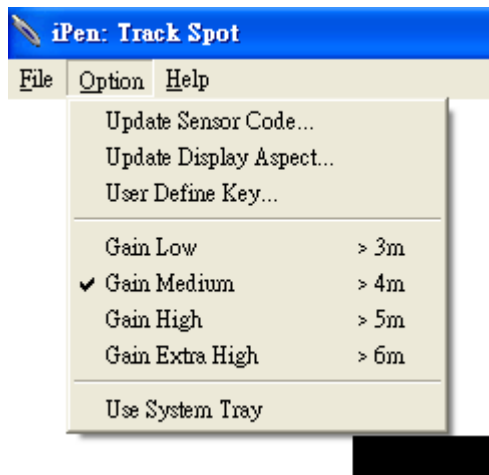 iPen: Track Spot
File Option Help
Update Sensor Code...
Update Display Aspect...
User Define Key...
Gain Low > 3m
Gain Medium > 4m
Gain High > 5m
Gain Extra High > 6m
Use System Tray